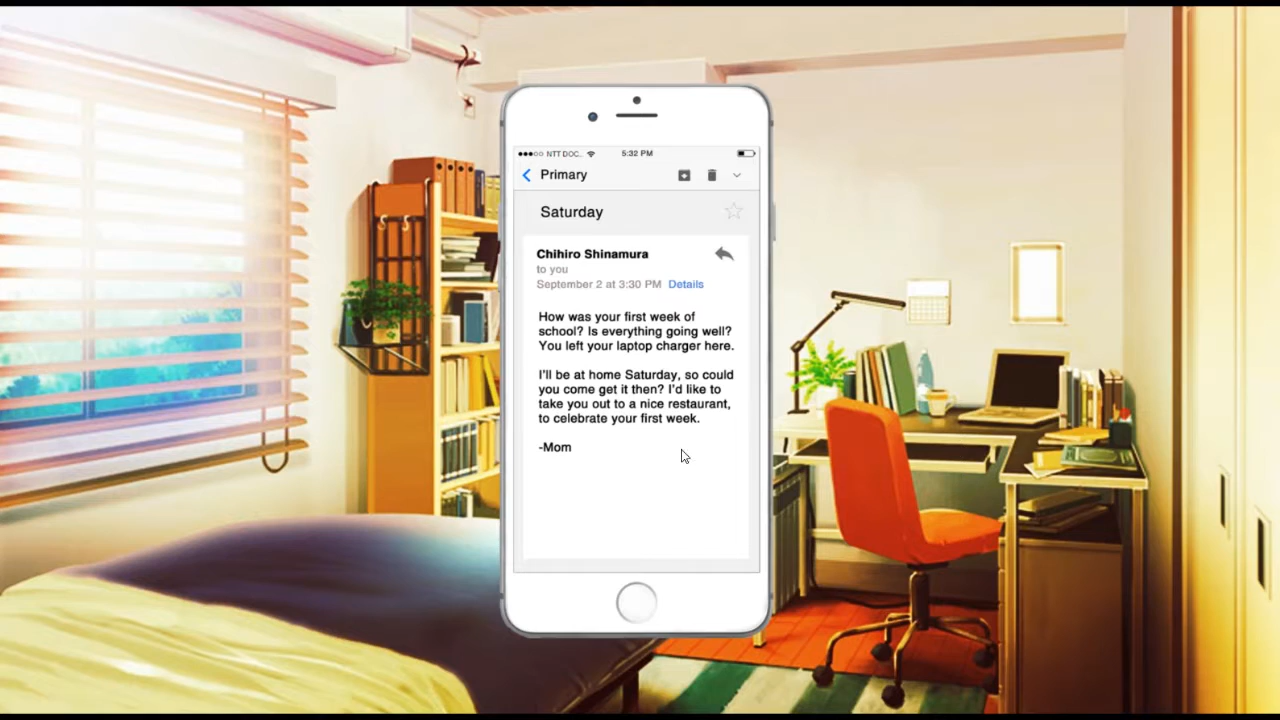 NTT DOC.. 5:32 PM
Primary
Saturday
Chihiro Shinamura
to you
September 2 at 3:30 PM Details
How was your first week of
school? Is everything going well?
You left your laptop charger here.
I'll be at home Saturday, so could
you come get it then? I'd like to
take you out to a nice restaurant,
to celebrate your first week.
-Mom